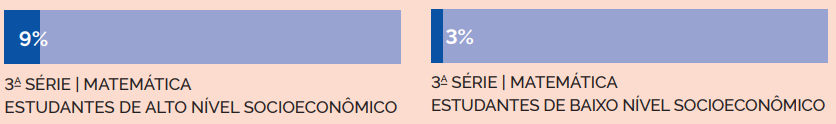 9%
3ª SÉRIE | MATEMÁTICA
ESTUDANTES DE ALTO NÍVEL SOCIOECONÔMICO
3%
3ª SÉRIE | MATEMÁTICA
ESTUDANTES DE BAIXO NÍVEL SOCIOECONÔMICO